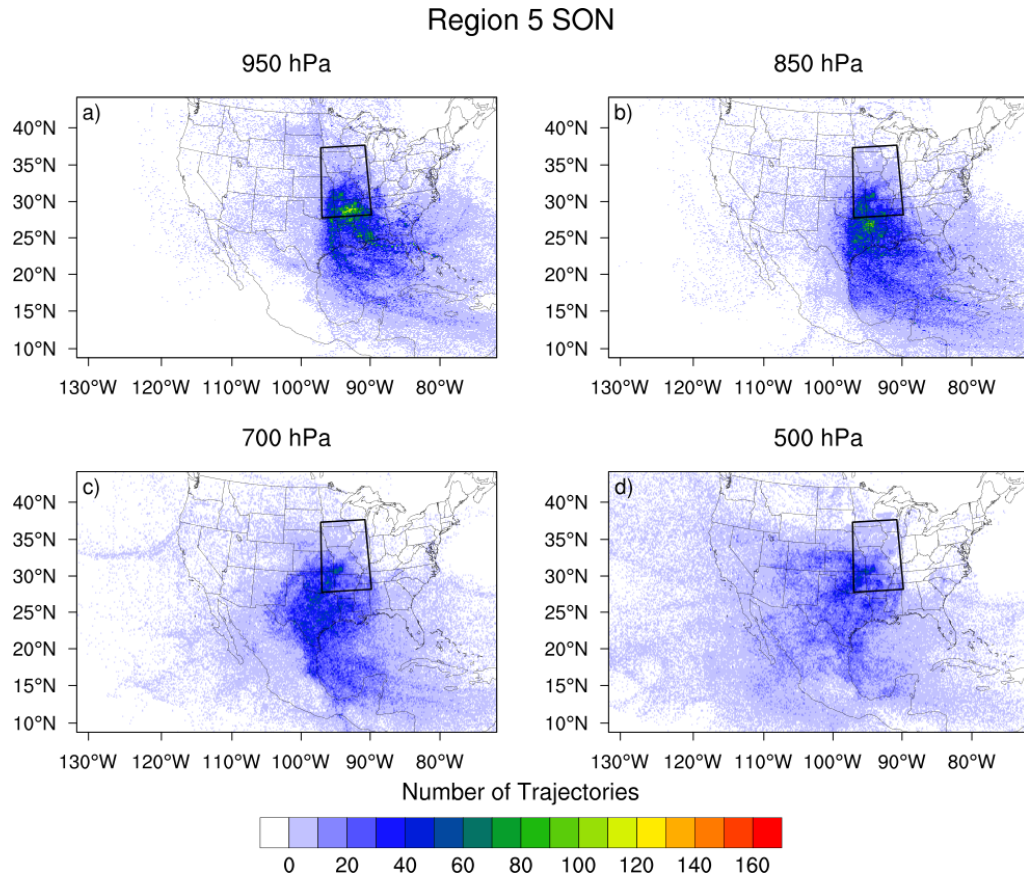 Region 5 SON
950 hPa
850 hPa
a)
b)
40°N
35°N
30°N
25°N
20°N
15°N
10°N
40°N
35°N
30°N
25°N
20°N
15°N
10°N
130°W 120°W 110°W 100°W 90°W 80°W
130°W 120°W 110°W 100°W 90°W 80°W
700 hPa
500 hPa
c)
d)
40°N
35°N
30°N
25°N
20°N
15°N
10°N
40°N
35°N
30°N
25°N
20°N
15°N
10°N
130°W 120°W 110°W 100°W 90°W 80°W
130°W 120°W 110°W 100°W 90°W 80°W
Number of Trajectories
0 20 40 60 80 100 120 140 160